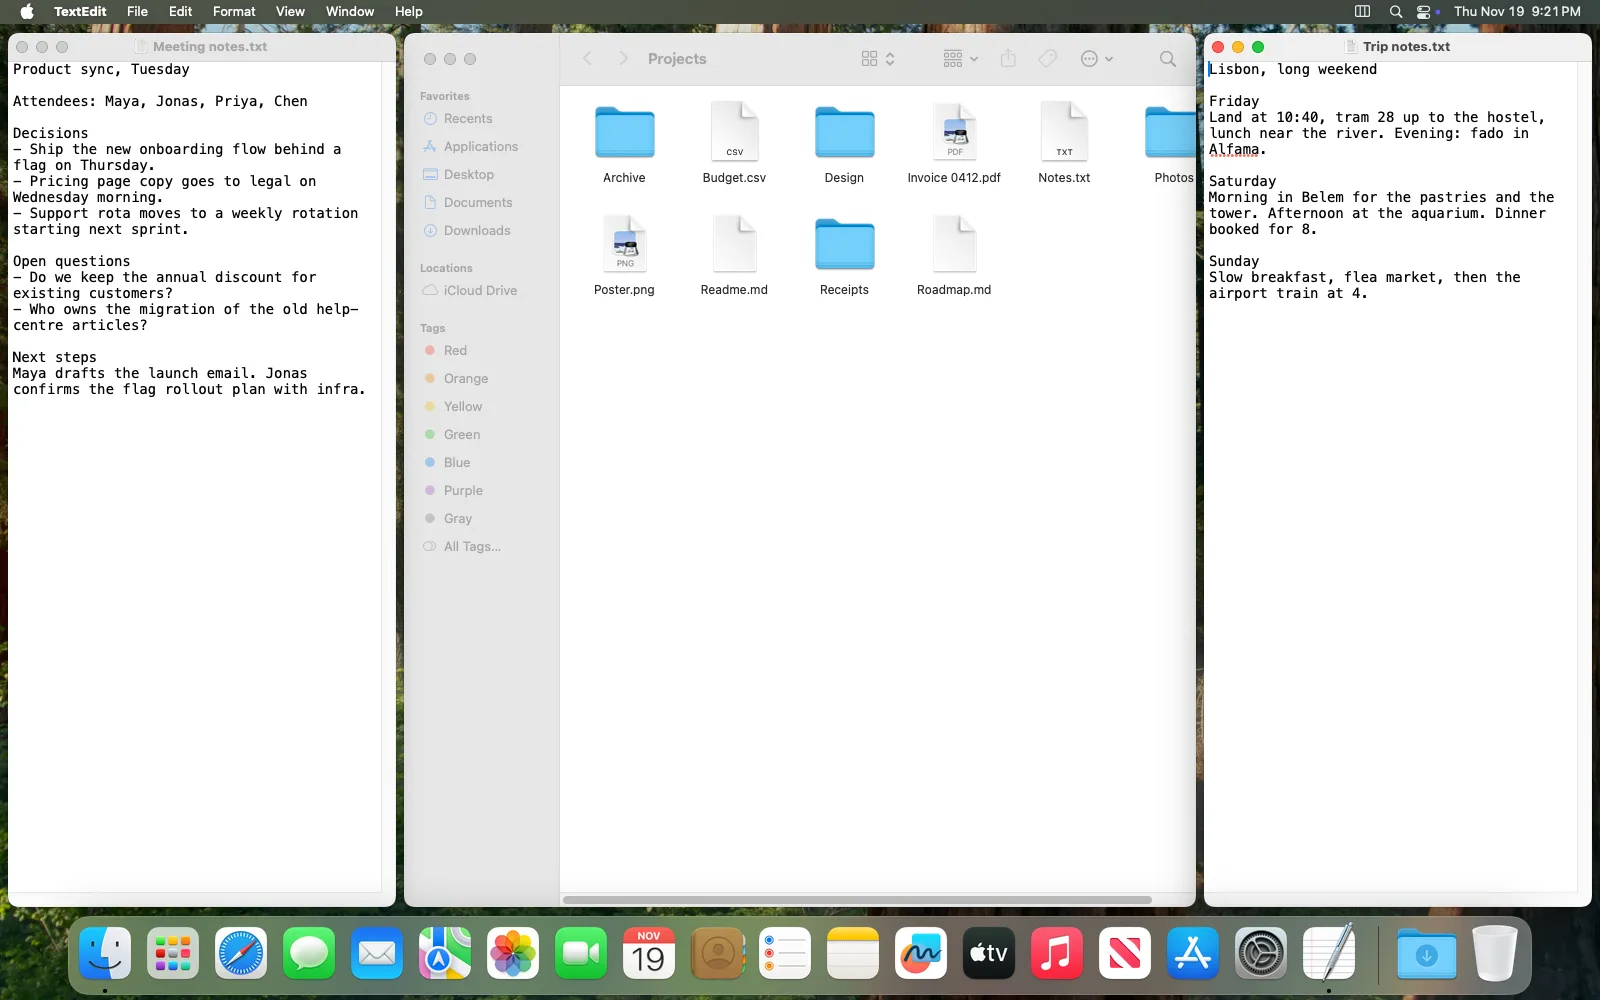 TextEdit File Edit Format View Window Help
Thu Nov 19 9:21 PM
Meeting notes.txt
Product sync, Tuesday
Attendees: Maya, Jonas, Priya, Chen
Decisions
– Ship the new onboarding flow behind a
flag on Thursday.
– Pricing page copy goes to legal on
Wednesday morning.
– Support rota moves to a weekly rotation
starting next sprint.
Open questions
– Do we keep the annual discount for
existing customers?
– Who owns the migration of the old help–
centre articles?
Next steps
Maya drafts the launch email. Jonas
confirms the flag rollout plan with infra.
Favorites
Recents
Applications
Desktop
Documents
Downloads
Locations
iCloud Drive
Tags
Red
Orange
Yellow
Green
Blue
Purple
Gray
All Tags...
Projects
CSV
PDF
TXT
Archive
Budget.csv
Design
Invoice 0412.pdf
Notes.txt
Photos
PNG
Poster.png
Readme.md
Receipts
Roadmap.md
Trip notes.txt
Lisbon, long weekend
Friday
Land at 10:40, tram 28 up to the hostel,
lunch near the river. Evening: fado in
Alfama.
Saturday
Morning in Belem for the pastries and the
tower. Afternoon at the aquarium. Dinner
booked for 8.
Sunday
Slow breakfast, flea market, then the
airport train at 4.
NOV
19
tv